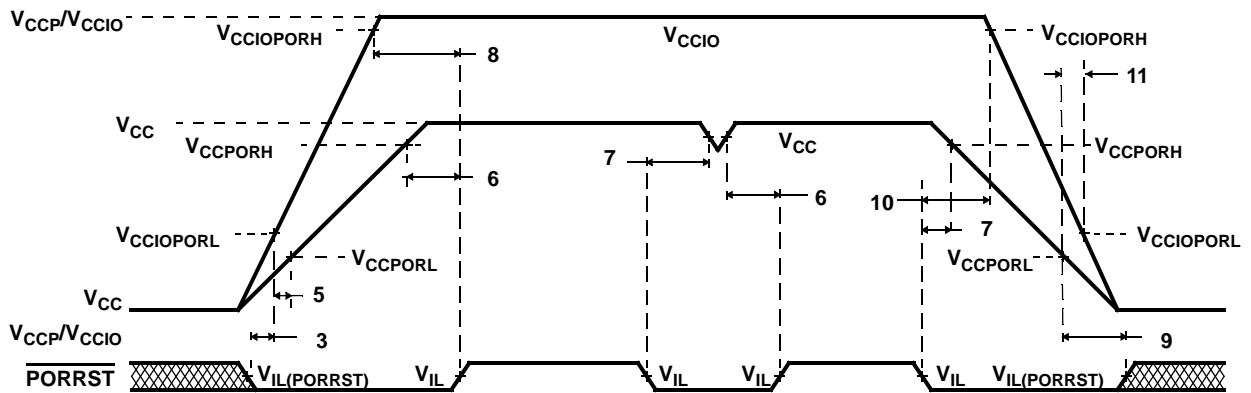 VCCP/VCCIO
VCCIOPORH
8
VCCIO
VCCIOPORH
11
VCC
VCCPORH
6
7
VCC
6
VCCPORH
10
7
VCCIOPORL
VCCPORL
VCCPORL
VCCIOPORL
VCC
5
VCCP/VCCIO
3
9
PORRST
VIL(PORRST)
VIL
VIL
VIL
VIL
VIL(PORRST)